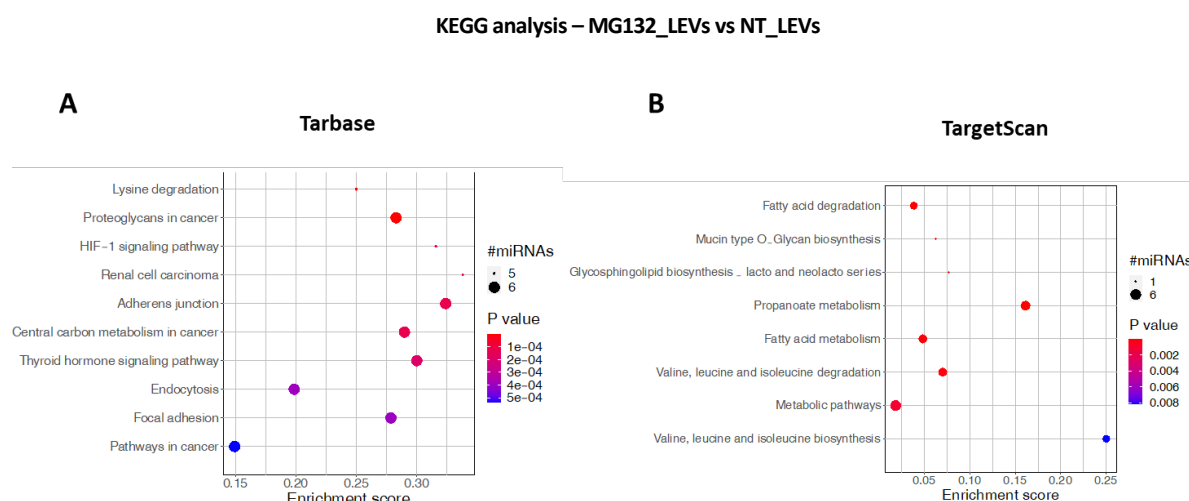 KEGG analysis – MG132_LEVs vs NT_LEVs
A
Tarbase
Lysine degradation
Proteoglycans in cancer
HIF−1 signaling pathway
Renal cell carcinoma
Adherens junction
Central carbon metabolism in cancer
Thyroid hormone signaling pathway
Endocytosis
Focal adhesion
Pathways in cancer
0.15 0.20 0.25 0.30
Enrichment score
#miRNAs
5
6
P value
1e−04
2e−04
3e−04
4e−04
5e−04
B
TargetScan
Fatty acid degradation
Mucin type O_Glycan biosynthesis
Glycosphingolipid biosynthesis _ lacto and neolacto series
Propanoate metabolism
Fatty acid metabolism
Valine, leucine and isoleucine degradation
Metabolic pathways
Valine, leucine and isoleucine biosynthesis
0.05 0.10 0.15 0.20 0.25
Enrichment score
#miRNAs
1
6
P value
0.002
0.004
0.006
0.008